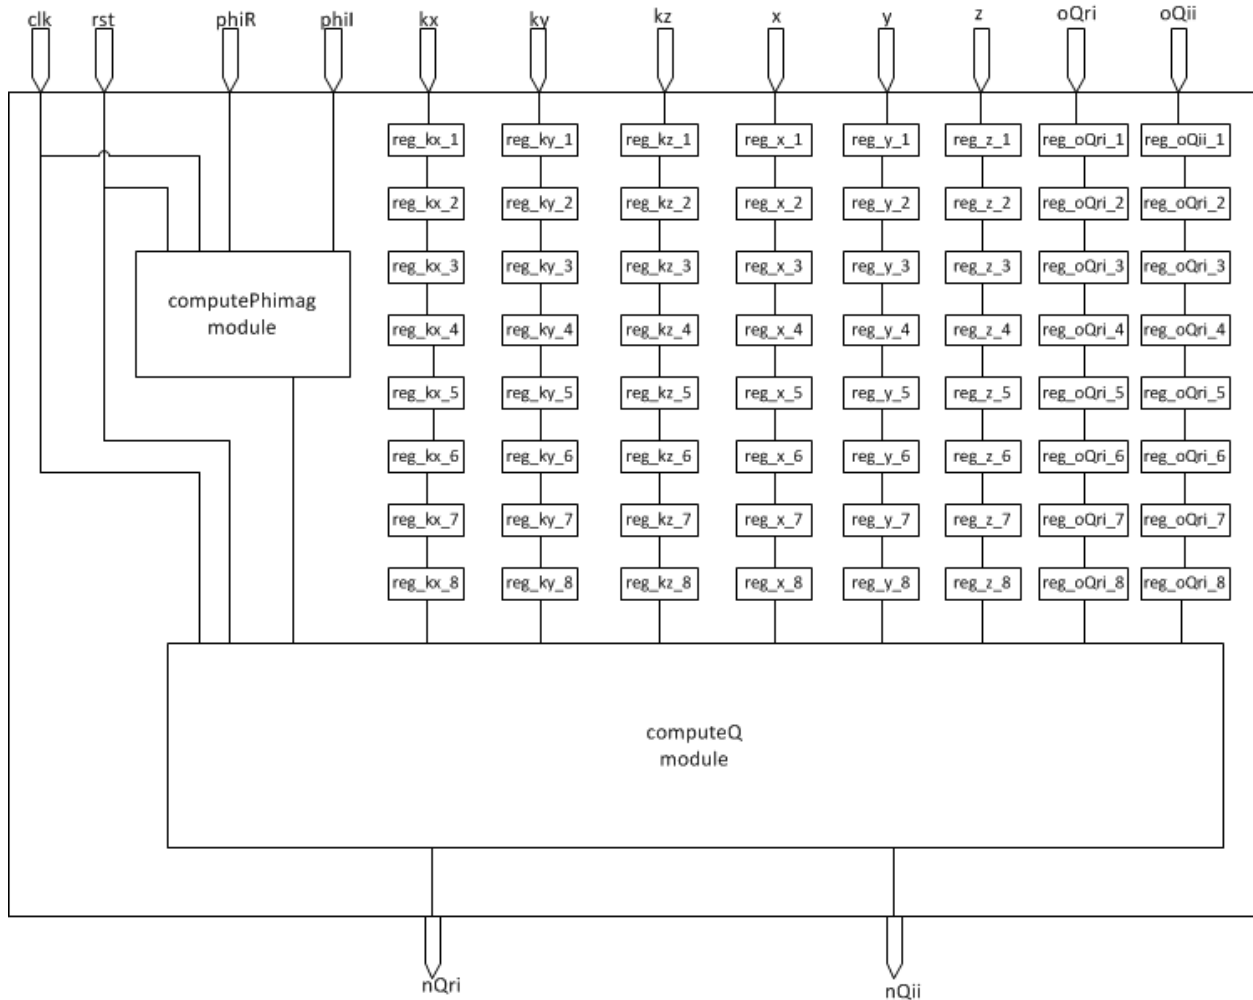 clk rst phiR phiI kx ky kz x y z oQri oQii
reg_kx_1 reg_ky_1 reg_kz_1 reg_x_1 reg_y_1 reg_z_1 reg_oQri_1 reg_oQii_1
reg_kx_2 reg_ky_2 reg_kz_2 reg_x_2 reg_y_2 reg_z_2 reg_oQri_2 reg_oQri_2
reg_kx_3 reg_ky_3 reg_kz_3 reg_x_3 reg_y_3 reg_z_3 reg_oQri_3 reg_oQri_3
computePhimag
module
reg_kx_4 reg_ky_4 reg_kz_4 reg_x_4 reg_y_4 reg_z_4 reg_oQri_4 reg_oQri_4
reg_kx_5 reg_ky_5 reg_kz_5 reg_x_5 reg_y_5 reg_z_5 reg_oQri_5 reg_oQri_5
reg_kx_6 reg_ky_6 reg_kz_6 reg_x_6 reg_y_6 reg_z_6 reg_oQri_6 reg_oQri_6
reg_kx_7 reg_ky_7 reg_kz_7 reg_x_7 reg_y_7 reg_z_7 reg_oQri_7 reg_oQri_7
reg_kx_8 reg_ky_8 reg_kz_8 reg_x_8 reg_y_8 reg_z_8 reg_oQri_8 reg_oQri_8
computeQ
module
nQri nQii